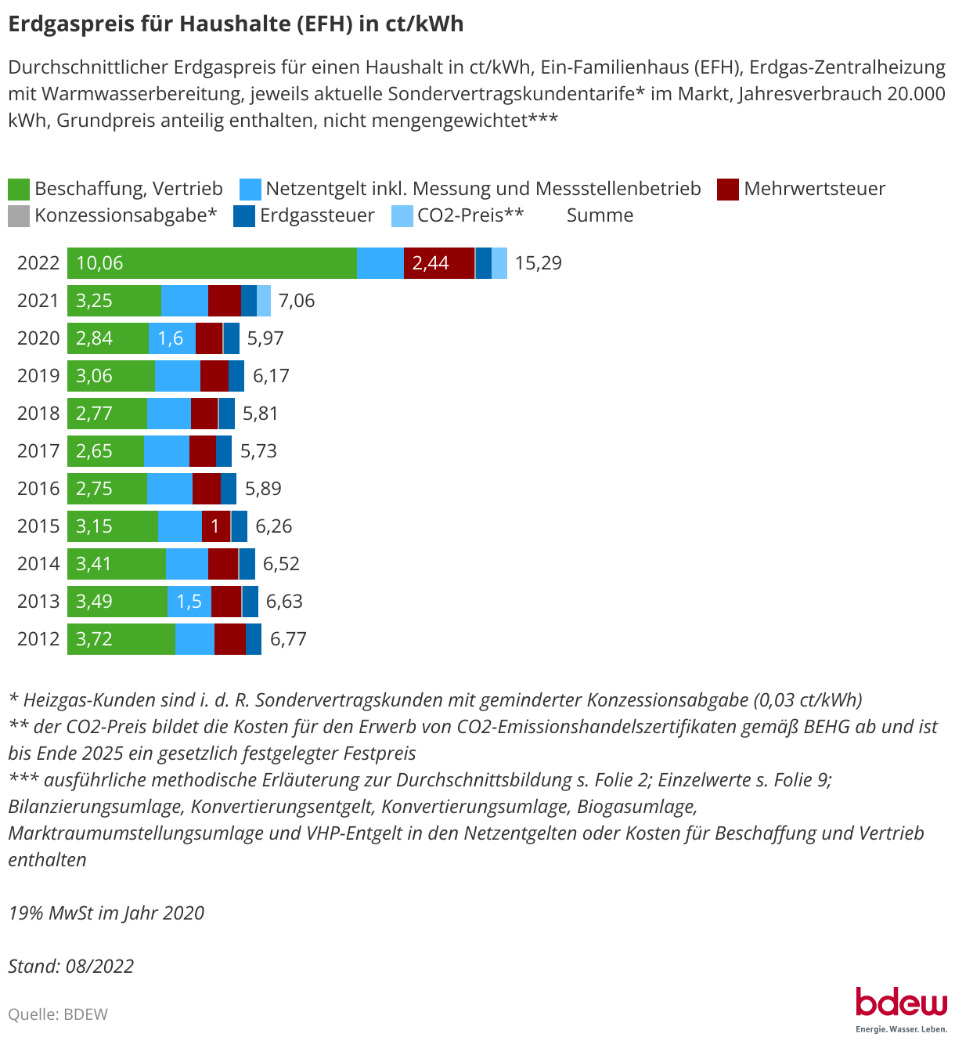 Erdgaspreis für Haushalte (EFH) in ct/kWh
Durchschnittlicher Erdgaspreis für einen Haushalt in ct/kWh, Ein-Familienhaus (EFH), Erdgas-Zentralheizung
mit Warmwasserbereitung, jeweils aktuelle Sondervertragskundentarife* im Markt, Jahresverbrauch 20.000
kWh, Grundpreis anteilig enthalten, nicht mengengewichtet***
Beschaffung, Vertrieb Netzentgelt inkl. Messung und Messstellenbetrieb Mehrwertsteuer
Konzessionsabgabe* Erdgassteuer CO2-Preis** Summe
2022 10,06 2,44 15,29
2021 3,25 7,06
2020 2,84 1,6 5,97
2019 3,06 6,17
2018 2,77 5,81
2017 2,65 5,73
2016 2,75 5,89
2015 3,15 1 6,26
2014 3,41 6,52
2013 3,49 1,5 6,63
2012 3,72 6,77
* Heizgas-Kunden sind i. d. R. Sondervertragskunden mit geminderter Konzessionsabgabe (0,03 ct/kWh)
** der CO2-Preis bildet die Kosten für den Erwerb von CO2-Emissionshandelszertifikaten gemäß BEHG ab und ist
bis Ende 2025 ein gesetzlich festgelegter Festpreis
*** ausführliche methodische Erläuterung zur Durchschnittsbildung s. Folie 2; Einzelwerte s. Folie 9;
Bilanzierungsumlage, Konvertierungsentgelt, Konvertierungsumlage, Biogasumlage,
Marktraumumstellungsumlage und VHP-Entgelt in den Netzentgelten oder Kosten für Beschaffung und Vertrieb
enthalten
19% MwSt im Jahr 2020
Stand: 08/2022
Quelle: BDEW
bdew
Energie. Wasser. Leben.